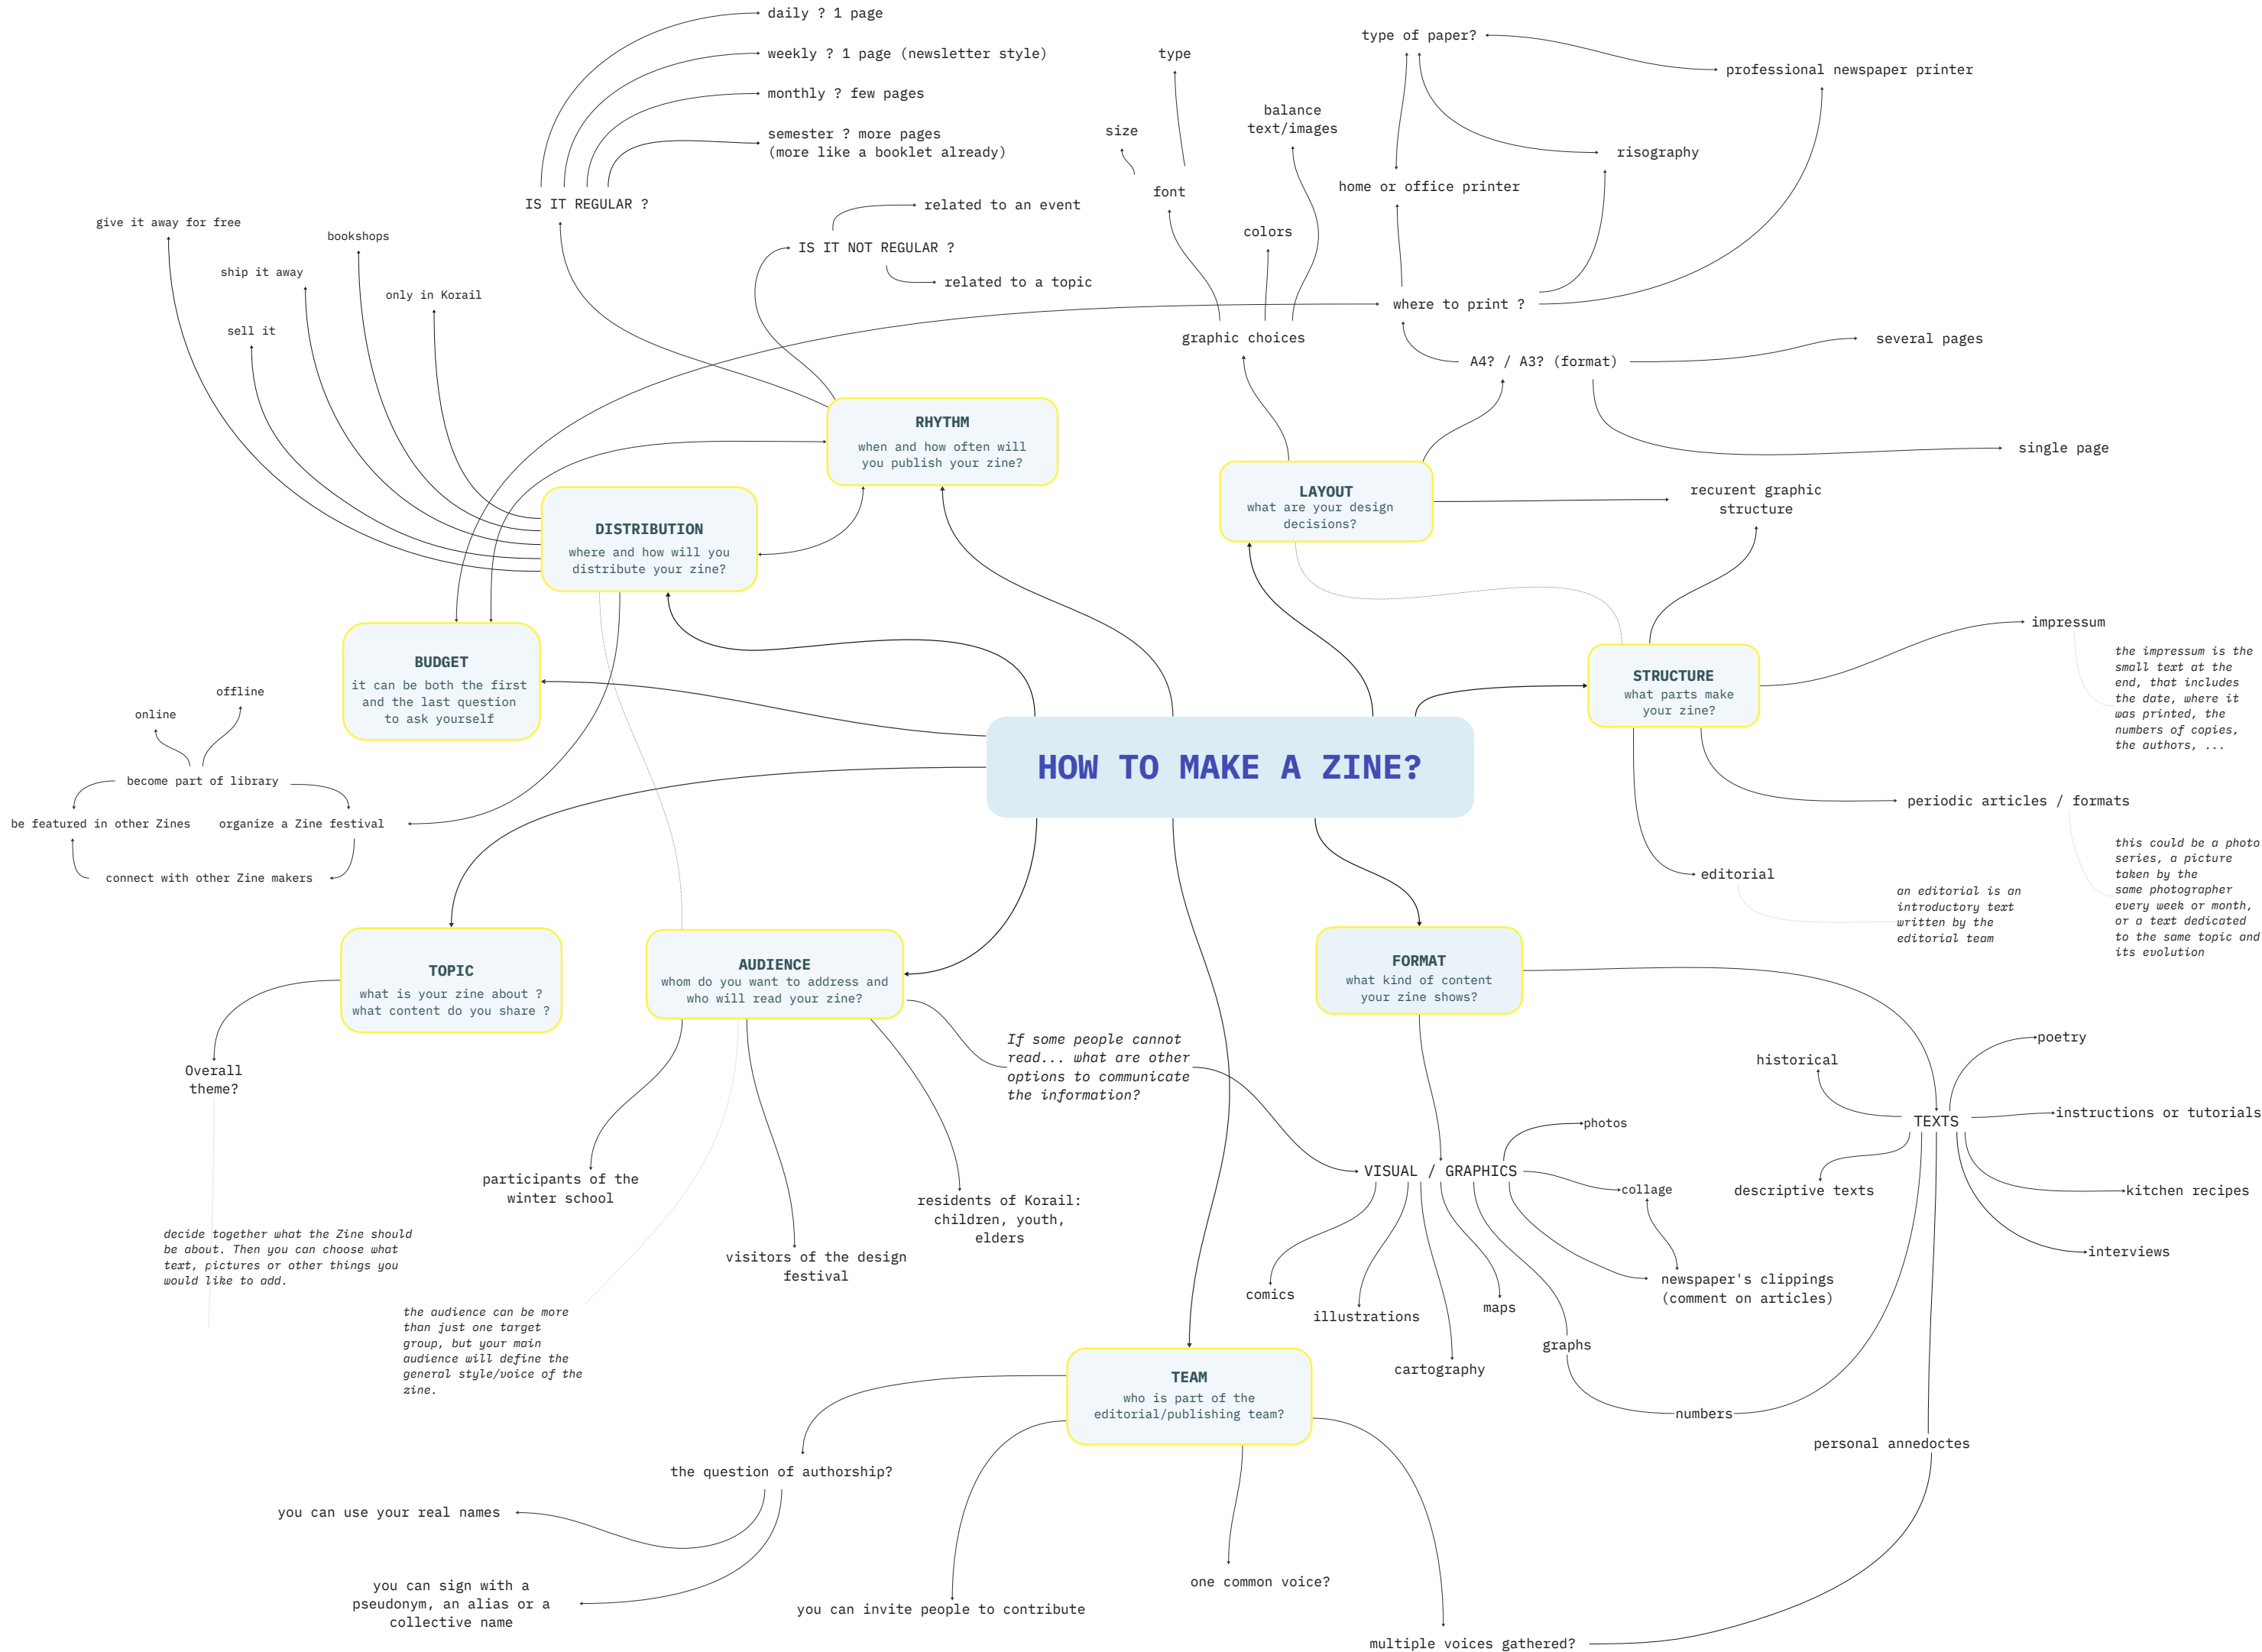 daily ? 1 page
weekly ? 1 page (newsletter style)
monthly ? few pages
semester ? more pages
(more like a booklet already)
IS IT REGULAR ?
related to an event
IS IT NOT REGULAR ?
related to a topic
type
size
font
balance
text/images
colors
graphic choices
type of paper?
professional newspaper printer
risography
home or office printer
where to print ?
A4? / A3? (format)
several pages
single page
give it away for free
bookshops
ship it away
only in Korail
sell it
RHYTHM
when and how often will
you publish your zine?
LAYOUT
what are your design
decisions?
recurent graphic
structure
DISTRIBUTION
where and how will you
distribute your zine?
BUDGET
it can be both the first
and the last question
to ask yourself
STRUCTURE
what parts make
your zine?
impressum
the impressum is the
small text at the
end, that includes
the date, where it
was printed, the
numbers of copies,
the authors, ...
offline
online
become part of library
be featured in other Zines
organize a Zine festival
connect with other Zine makers
HOW TO MAKE A ZINE?
periodic articles / formats
this could be a photo
series, a picture
taken by the
same photographer
every week or month,
or a text dedicated
to the same topic and
its evolution
editorial
an editorial is an
introductory text
written by the
editorial team
TOPIC
what is your zine about ?
what content do you share ?
AUDIENCE
whom do you want to address and
who will read your zine?
FORMAT
what kind of content
your zine shows?
Overall
theme?
decide together what the Zine should
be about. Then you can choose what
text, pictures or other things you
would like to add.
If some people cannot
read... what are other
options to communicate
the information?
participants of the
winter school
visitors of the design
festival
residents of Korail:
children, youth,
elders
the audience can be more
than just one target
group, but your main
audience will define the
general style/voice of the
zine.
historical
poetry
TEXTS
instructions or tutorials
descriptive texts
kitchen recipes
interviews
photos
VISUAL / GRAPHICS
collage
newspaper's clippings
(comment on articles)
comics
illustrations
maps
cartography
graphs
numbers
personal annedoctes
TEAM
who is part of the
editorial/publishing team?
the question of authorship?
you can use your real names
you can sign with a
pseudonym, an alias or a
collective name
you can invite people to contribute
one common voice?
multiple voices gathered?